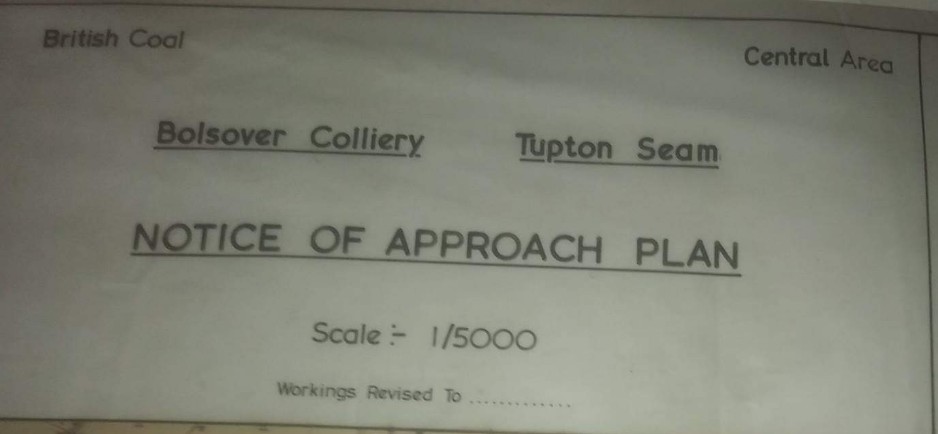 British Coal
Central Area
Bolsover Colliery Tupton Seam
NOTICE OF APPROACH PLAN
Scale :- 1/5000
Workings Revised To .............